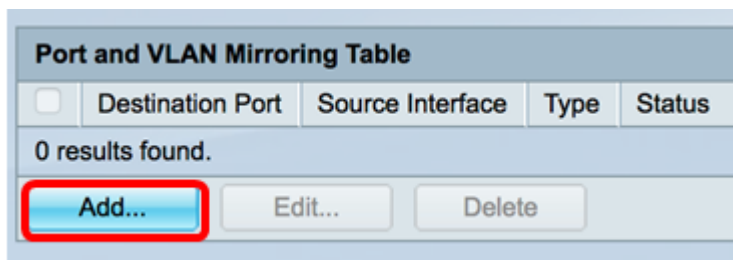 Port and VLAN Mirroring Table
Destination Port Source Interface Type Status
0 results found.
Add... Edit... Delete